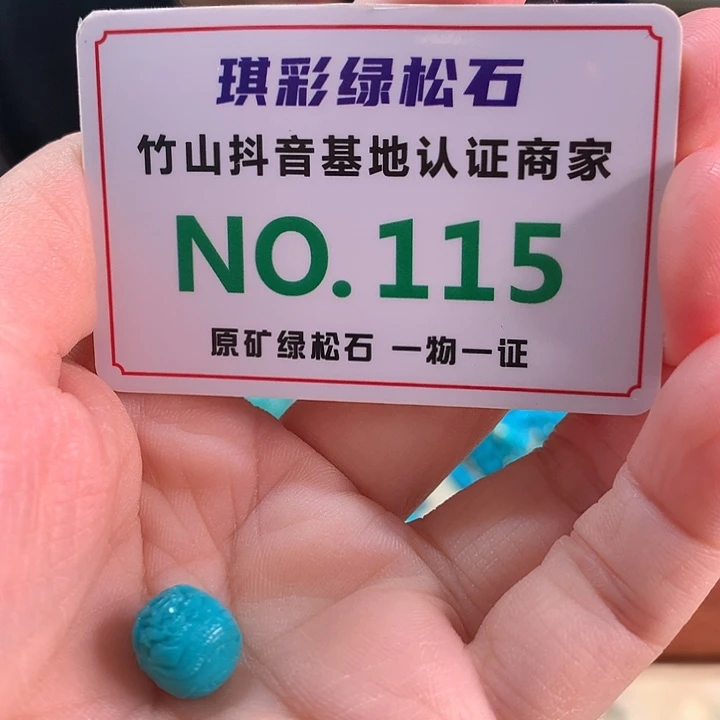 琪彩绿松石
竹山抖音基地认证商家
NO.115
原矿绿松石 一物一证